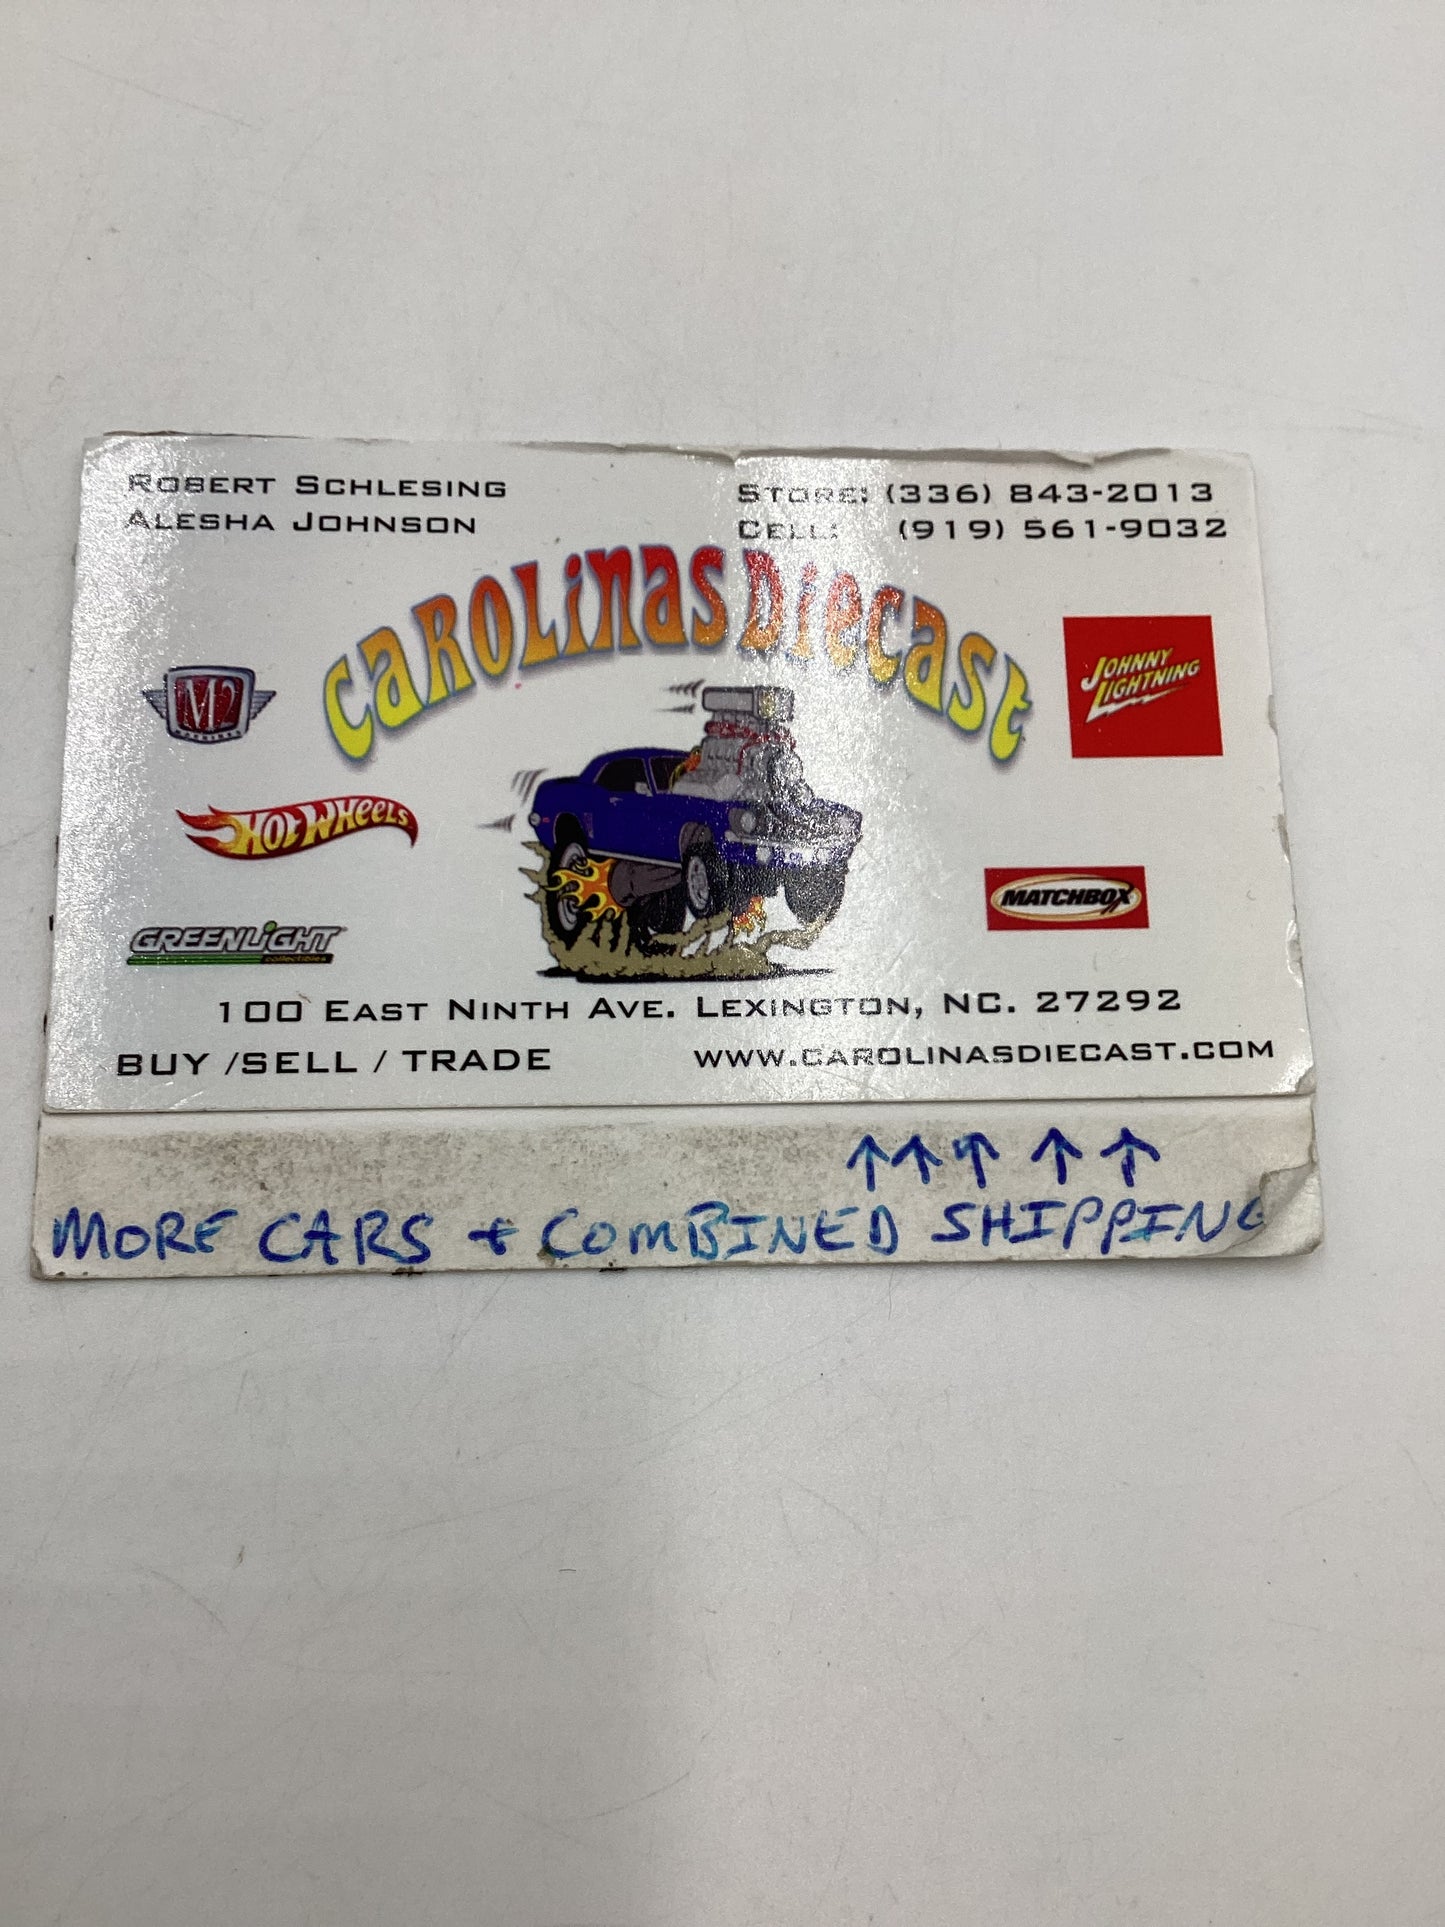 ROBERT SCHLESING
ALESHA JOHNSON
STORE: (336) 843-2013
CELL: (919) 561-9032
CAROLiNAS DiECAST
M2
MACHINES
JOHNNY
LIGHTNING
HOT WHEELS
MATCHBOX
GREENLiGHT
collectibles
100 EAST NINTH AVE. LEXINGTON, NC. 27292
BUY /SELL / TRADE
WWW.CAROLINASDIECAST.COM
↑ ↑ ↑ ↑ ↑
MORE CARS + COMBINED SHIPPING